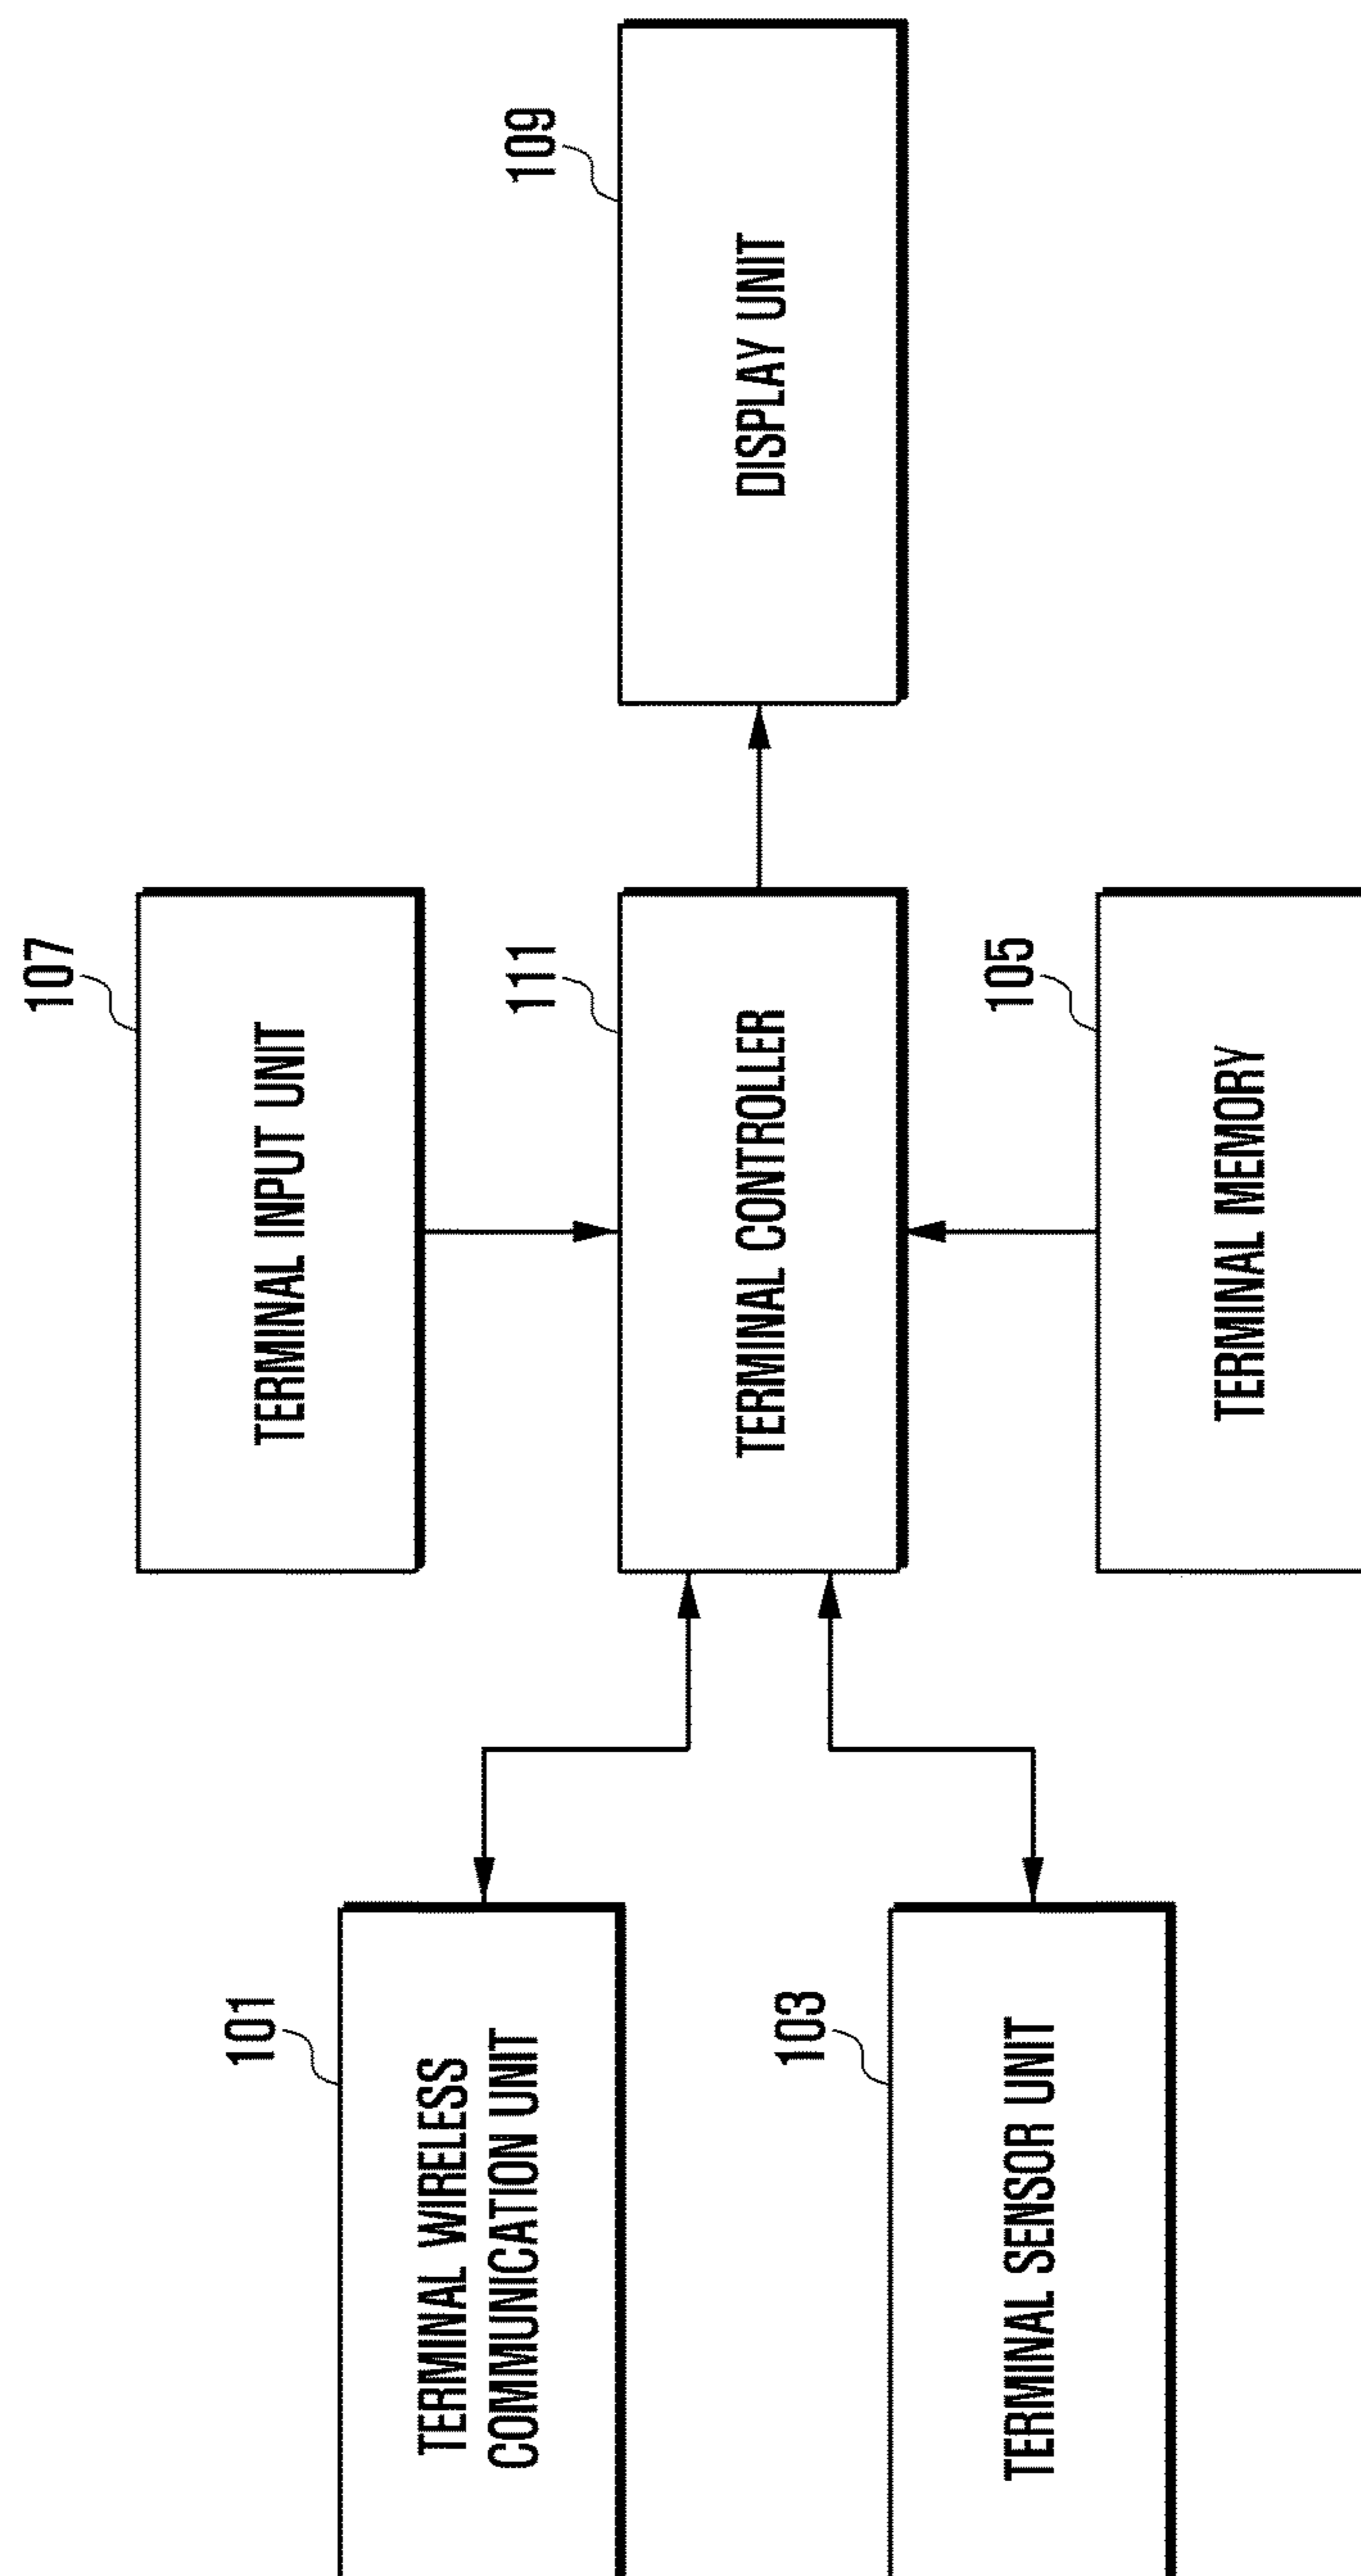 107
TERMINAL INPUT UNIT
101
TERMINAL WIRELESS
COMMUNICATION UNIT
111
TERMINAL CONTROLLER
109
DISPLAY UNIT
103
TERMINAL SENSOR UNIT
105
TERMINAL MEMORY